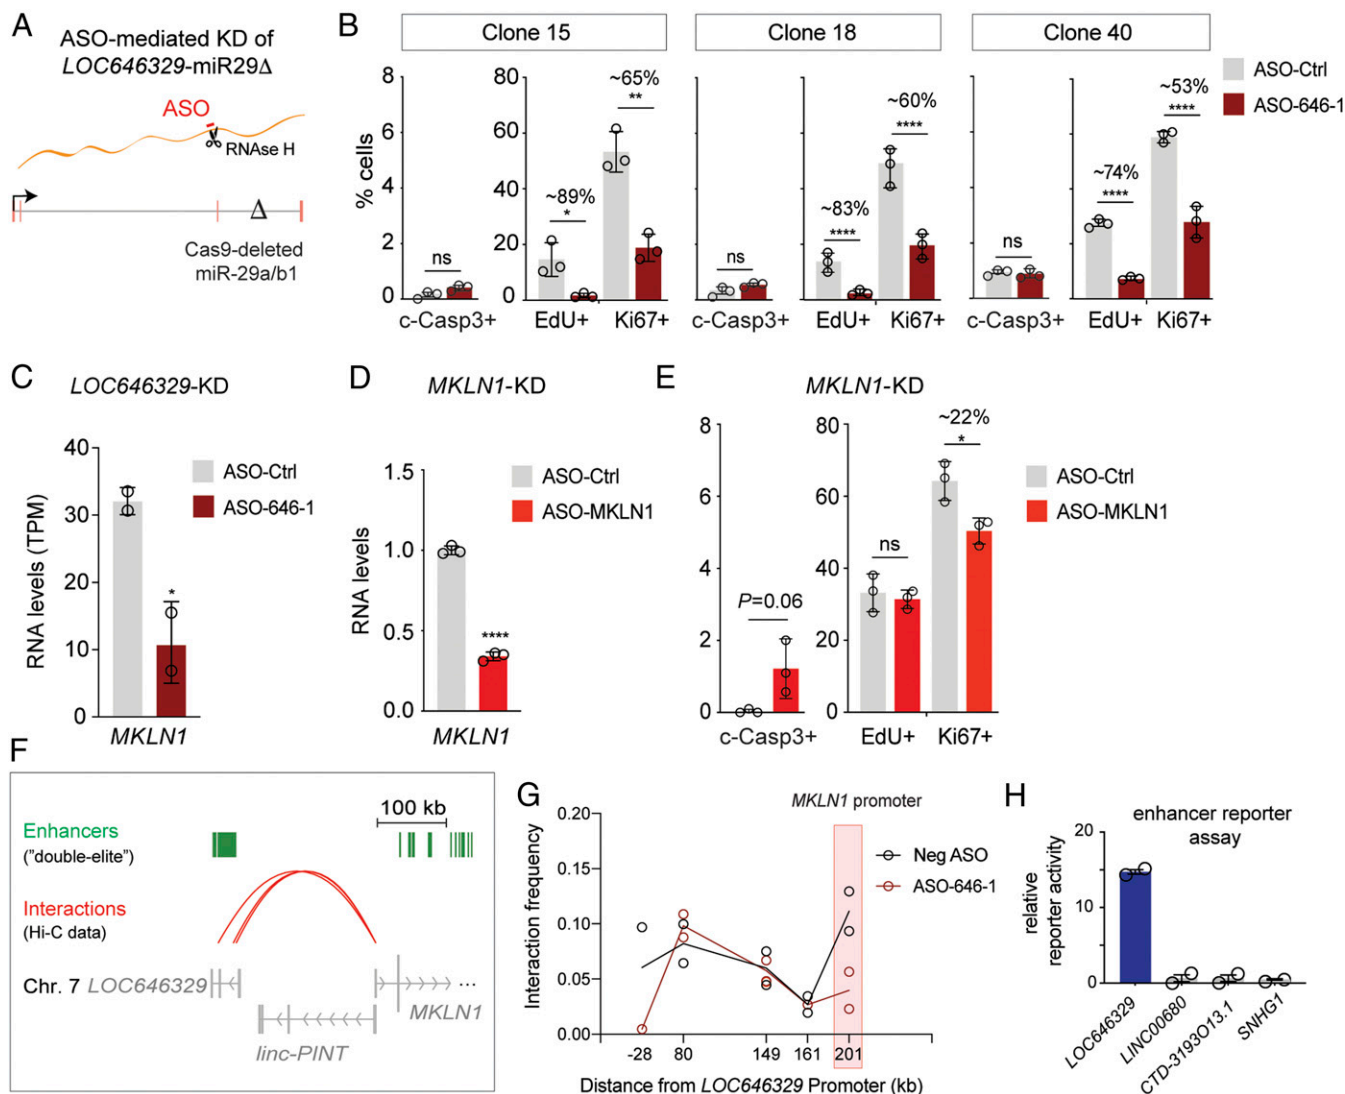 A
ASO-mediated KD of
LOC646329-miR29Δ
ASO
RNAse H
Δ
Cas9-deleted
miR-29a/b1
B
Clone 15
Clone 18
Clone 40
ASO-Ctrl
ASO-646-1
% cells
8
6
4
2
0
ns
c-Casp3+
80
60
40
20
0
~89%
*
~65%
**
EdU+
Ki67+
ns
c-Casp3+
~83%
****
~60%
****
EdU+
Ki67+
ns
c-Casp3+
~74%
****
~53%
****
EdU+
Ki67+
C
LOC646329-KD
ASO-Ctrl
ASO-646-1
RNA levels (TPM)
40
30
20
10
0
*
MKLN1
D
MKLN1-KD
ASO-Ctrl
ASO-MKLN1
RNA levels
1.5
1.0
0.5
0.0
****
MKLN1
E
MKLN1-KD
8
6
4
2
0
P=0.06
c-Casp3+
80
60
40
20
0
ns
~22%
*
EdU+
Ki67+
ASO-Ctrl
ASO-MKLN1
F
100 kb
Enhancers
("double-elite")
Interactions
(Hi-C data)
Chr. 7 LOC646329
...
MKLN1
linc-PINT
G
MKLN1 promoter
Neg ASO
ASO-646-1
Interaction frequency
0.20
0.15
0.10
0.05
0.00
-28 80 149 161 201
Distance from LOC646329 Promoter (kb)
H
enhancer reporter
assay
relative
reporter activity
20
10
0
LOC646329
LINC00680
CTD-3193O13.1
SNHG1